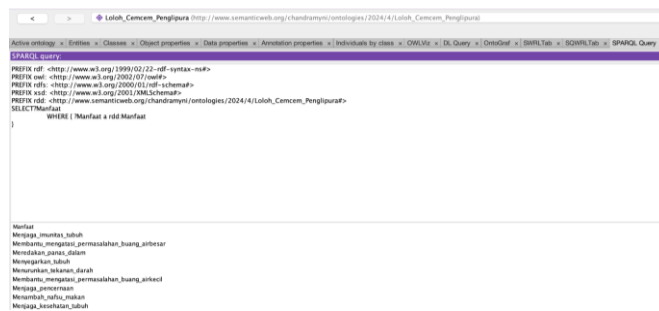 < > Loloh_Cemcem_Penglipura (http://www.semanticweb.org/chandramyni/ontologies/2024/4/Loloh_Cemcem_Penglipura)
Active ontology × Entities × Classes × Object properties × Data properties × Annotation properties × Individuals by class × OWLViz × DL Query × OntoGraf × SWRLTab × SQWRLTab × SPARQL Query
SPARQL query:
PREFIX rdf: <http://www.w3.org/1999/02/22-rdf-syntax-ns#>
PREFIX owl: <http://www.w3.org/2002/07/owl#>
PREFIX rdfs: <http://www.w3.org/2000/01/rdf-schema#>
PREFIX xsd: <http://www.w3.org/2001/XMLSchema#>
PREFIX rdd: <http://www.semanticweb.org/chandramyni/ontologies/2024/4/Loloh_Cemcem_Penglipura#>
SELECT?Manfaat
WHERE { ?Manfaat a rdd:Manfaat
}
Manfaat
Menjaga_imunitas_tubuh
Membantu_mengatasi_permasalahan_buang_airbesar
Meredakan_panas_dalam
Menyegarkan_tubuh
Menurunkan_tekanan_darah
Membantu_mengatasi_permasalahan_buang_airkecil
Menjaga_pencernaan
Menambah_nafsu_makan
Menjaga_kesehatan_tubuh